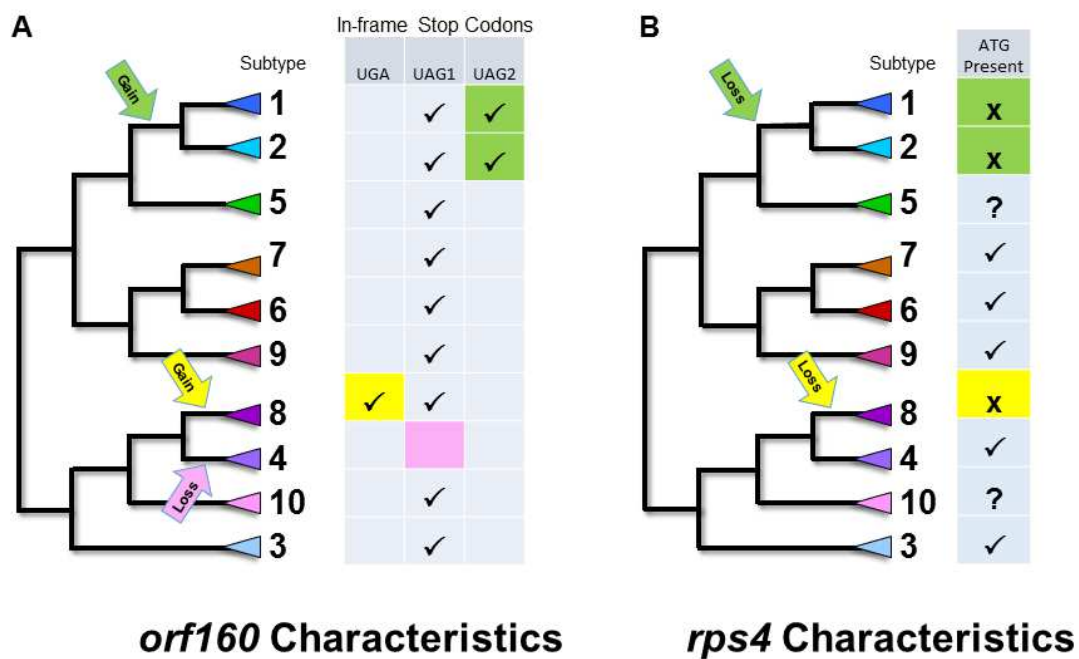 A
In-frame Stop Codons
B
Subtype
UGA UAG1 UAG2
Subtype
ATG
Present
Gain
Loss
1 ✓ ✓
1 x
2 ✓ ✓
2 x
5 ✓
5 ?
7 ✓
7 ✓
6 ✓
6 ✓
9 ✓
9 ✓
Gain
Loss
8 ✓ ✓
8 x
4
4 ✓
Loss
10 ✓
10 ?
3 ✓
3 ✓
orf160 Characteristics
rps4 Characteristics